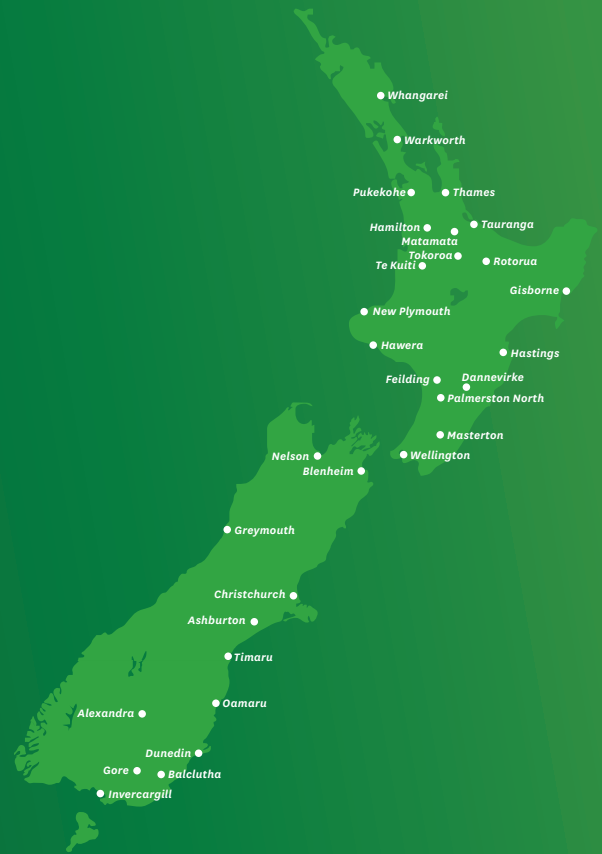 Whangarei
Warkworth
Pukekohe
Thames
Hamilton
Tauranga
Matamata
Tokoroa
Te Kuiti
Rotorua
Gisborne
New Plymouth
Hawera
Hastings
Feilding
Dannevirke
Palmerston North
Masterton
Wellington
Nelson
Blenheim
Greymouth
Christchurch
Ashburton
Timaru
Oamaru
Alexandra
Dunedin
Gore
Balclutha
Invercargill